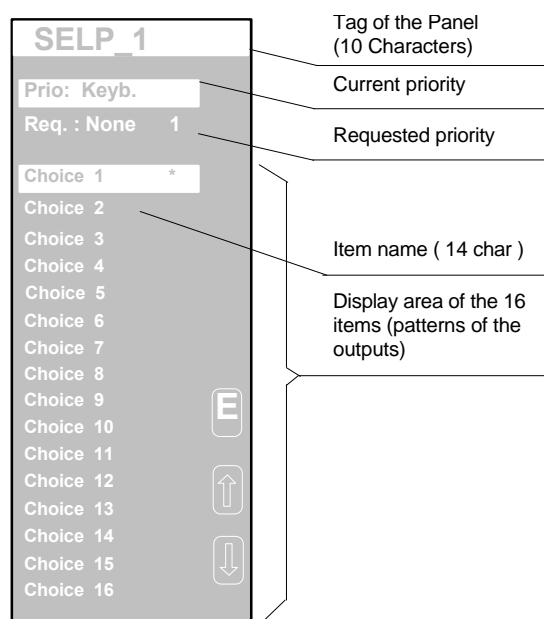 SELP_1
Prio: Keyb.
Req. : None 1
Choice 1 *
Choice 2
Choice 3
Choice 4
Choice 5
Choice 6
Choice 7
Choice 8
Choice 9
Choice 10
Choice 11
Choice 12
Choice 13
Choice 14
Choice 15
Choice 16
E
Tag of the Panel
(10 Characters)
Current priority
Requested priority
Item name ( 14 char )
Display area of the 16
items (patterns of the
outputs)